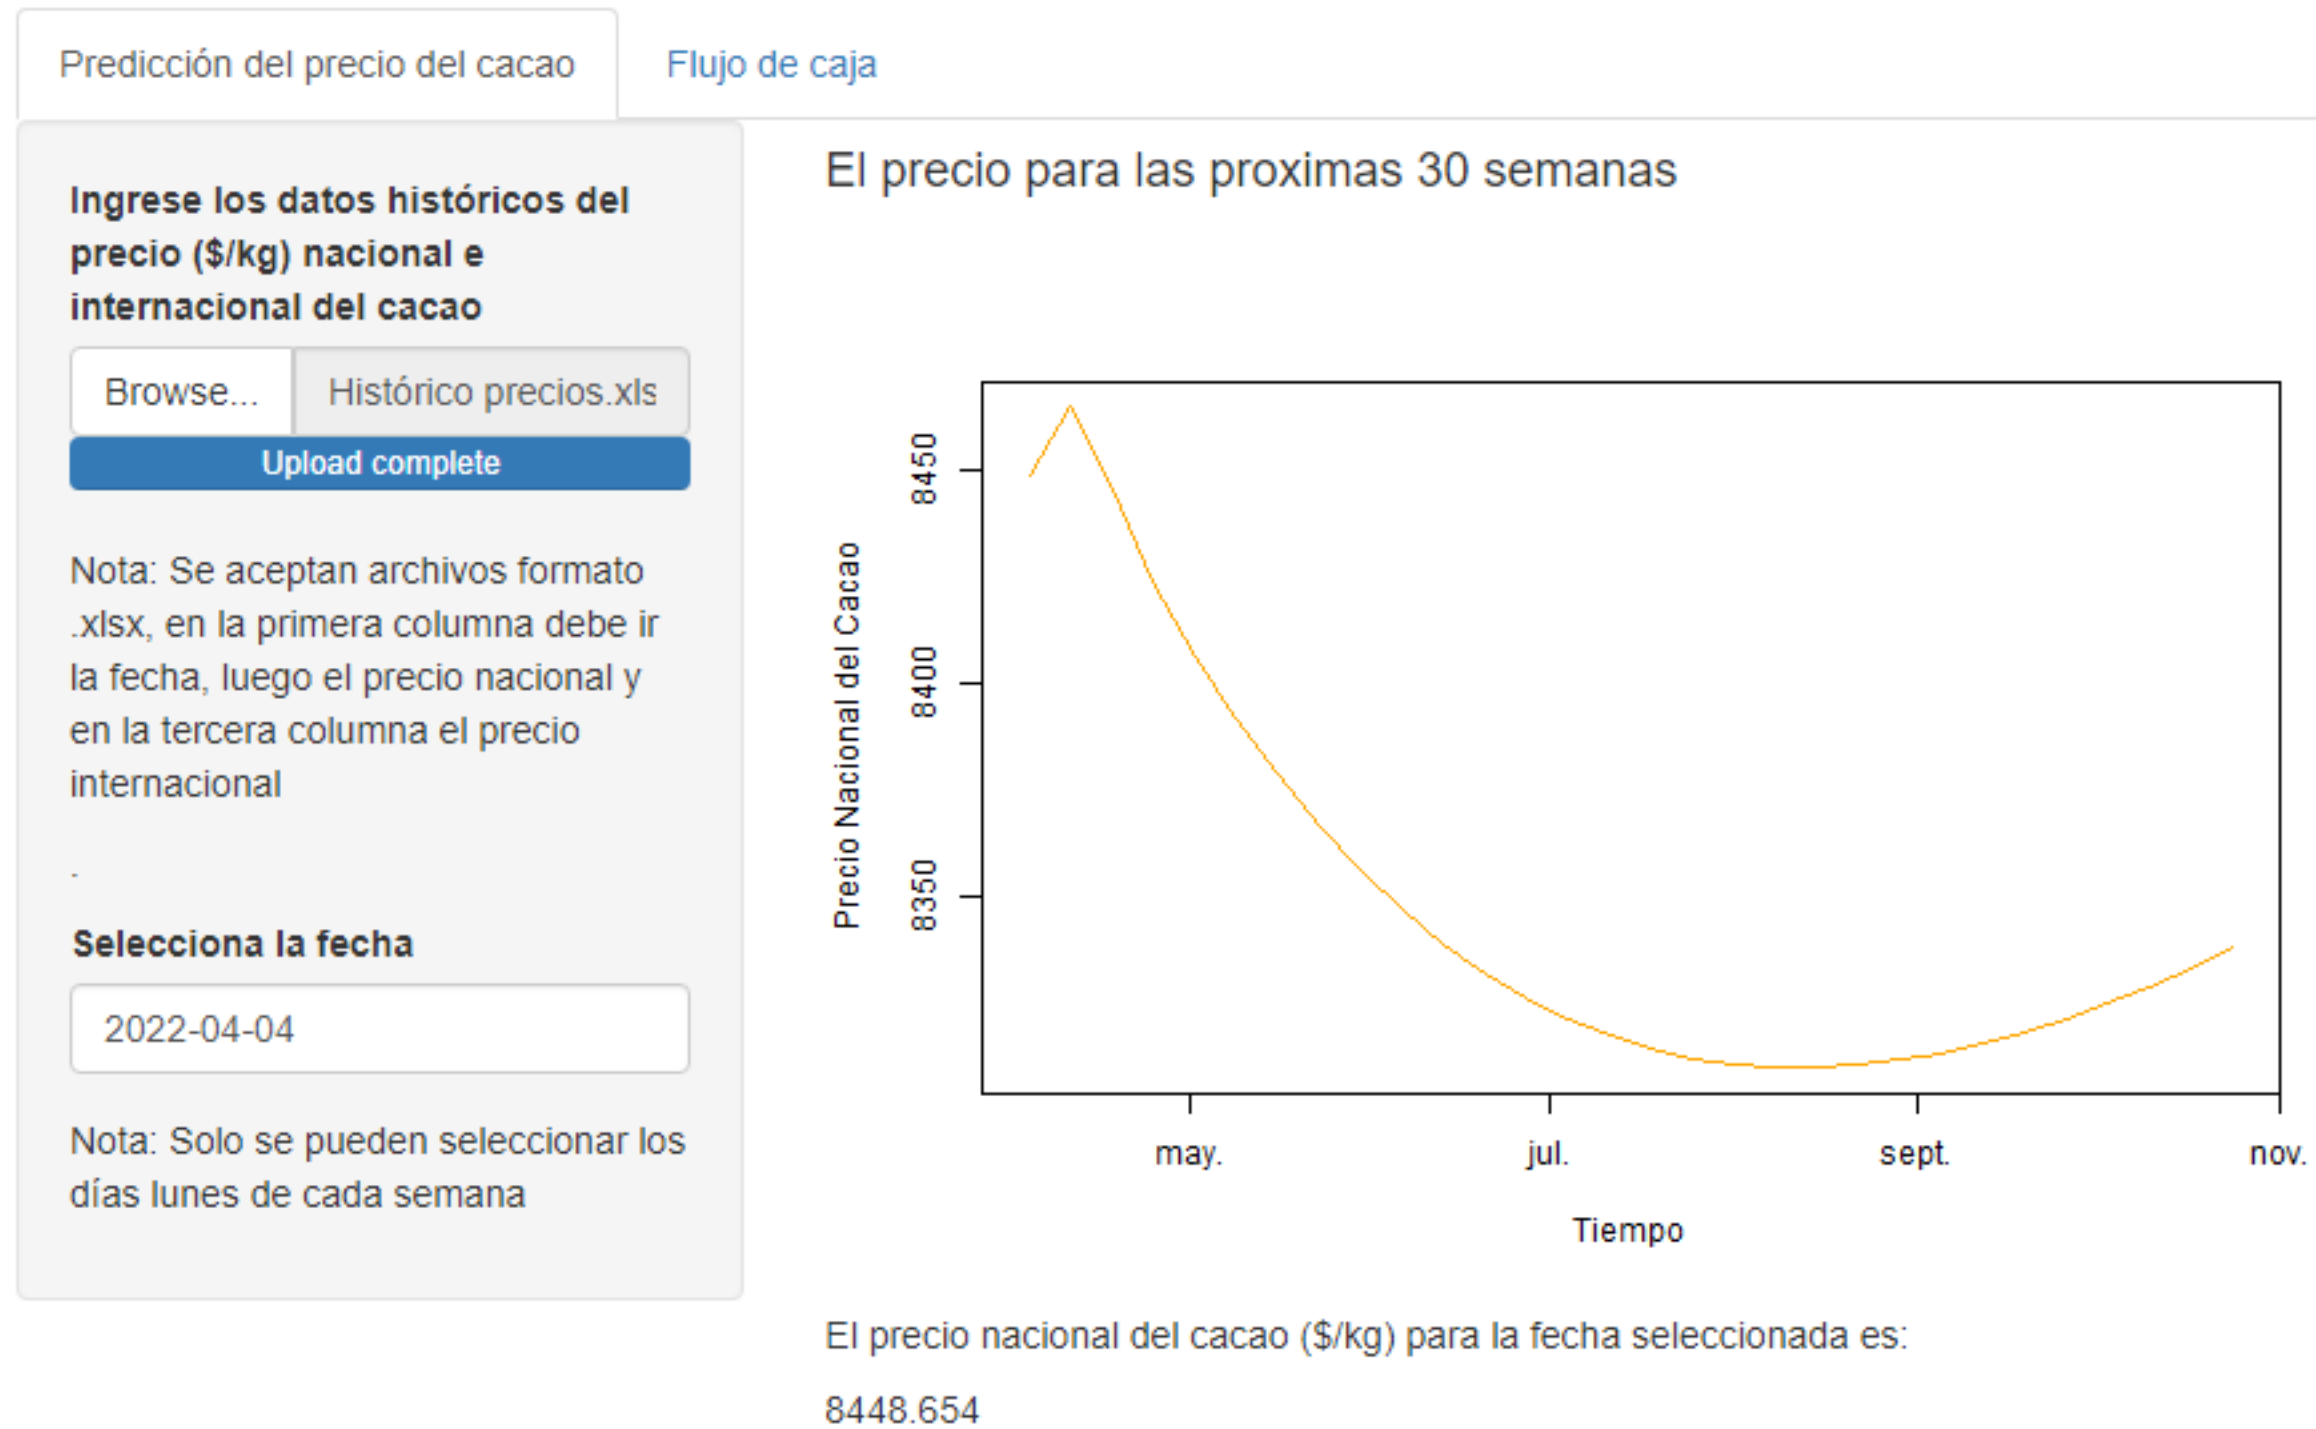 Predicción del precio del cacao
Flujo de caja
Ingrese los datos históricos del
precio ($/kg) nacional e
internacional del cacao
Browse...
Histórico precios.xls
Upload complete
Nota: Se aceptan archivos formato
.xlsx, en la primera columna debe ir
la fecha, luego el precio nacional y
en la tercera columna el precio
internacional
.
Selecciona la fecha
2022-04-04
Nota: Solo se pueden seleccionar los
días lunes de cada semana
El precio para las proximas 30 semanas
Precio Nacional del Cacao
8450
8400
8350
may.
jul.
sept.
nov.
Tiempo
El precio nacional del cacao ($/kg) para la fecha seleccionada es:
8448.654